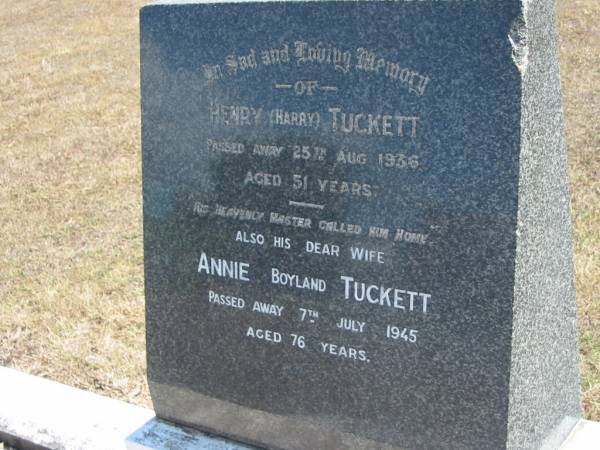 In Sad and Loving Memory
— OF —
HENRY (HARRY) TUCKETT
PASSED AWAY 25TH AUG 1936
AGED 51 YEARS
"HIS HEAVENLY MASTER CALLED HIM HOME"
ALSO HIS DEAR WIFE
ANNIE BOYLAND TUCKETT
PASSED AWAY 7TH JULY 1945
AGED 76 YEARS.